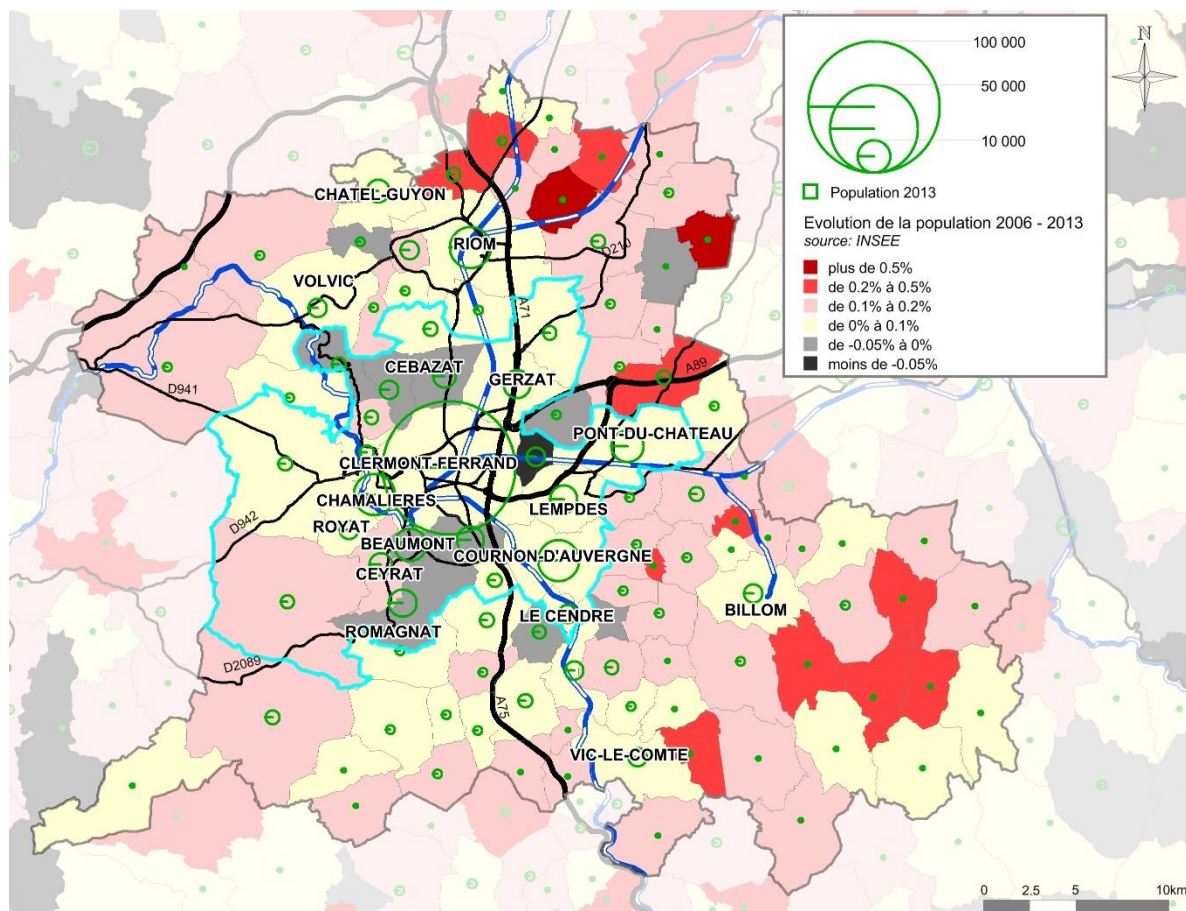 100 000
50 000
10 000
N
Population 2013
Evolution de la population 2006 - 2013
source: INSEE
plus de 0.5%
de 0.2% à 0.5%
de 0.1% à 0.2%
de 0% à 0.1%
de -0.05% à 0%
moins de -0.05%
CHATEL-GUYON
RIOM
D210
VOLVIC
A71
CEBAZAT
GERZAT
A89
D941
PONT-DU-CHATEAU
CLERMONT-FERRAND
CHAMALIERES
LEMPDES
D942
ROYAT
BEAUMONT
COURNON-D'AUVERGNE
CEYRAT
BILLOM
LE CENDRE
ROMAGNAT
D2089
A75
VIC-LE-COMTE
0 2.5 5 10km